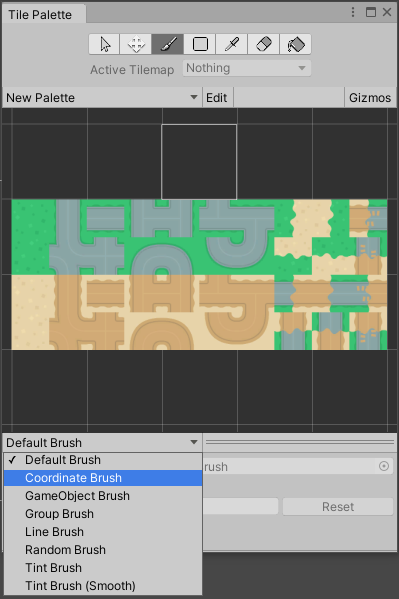 Tile Palette
Active Tilemap Nothing
New Palette Edit Gizmos
Default Brush
✓ Default Brush
Coordinate Brush
GameObject Brush
Group Brush
Line Brush
Random Brush
Tint Brush
Tint Brush (Smooth)
rush
Reset